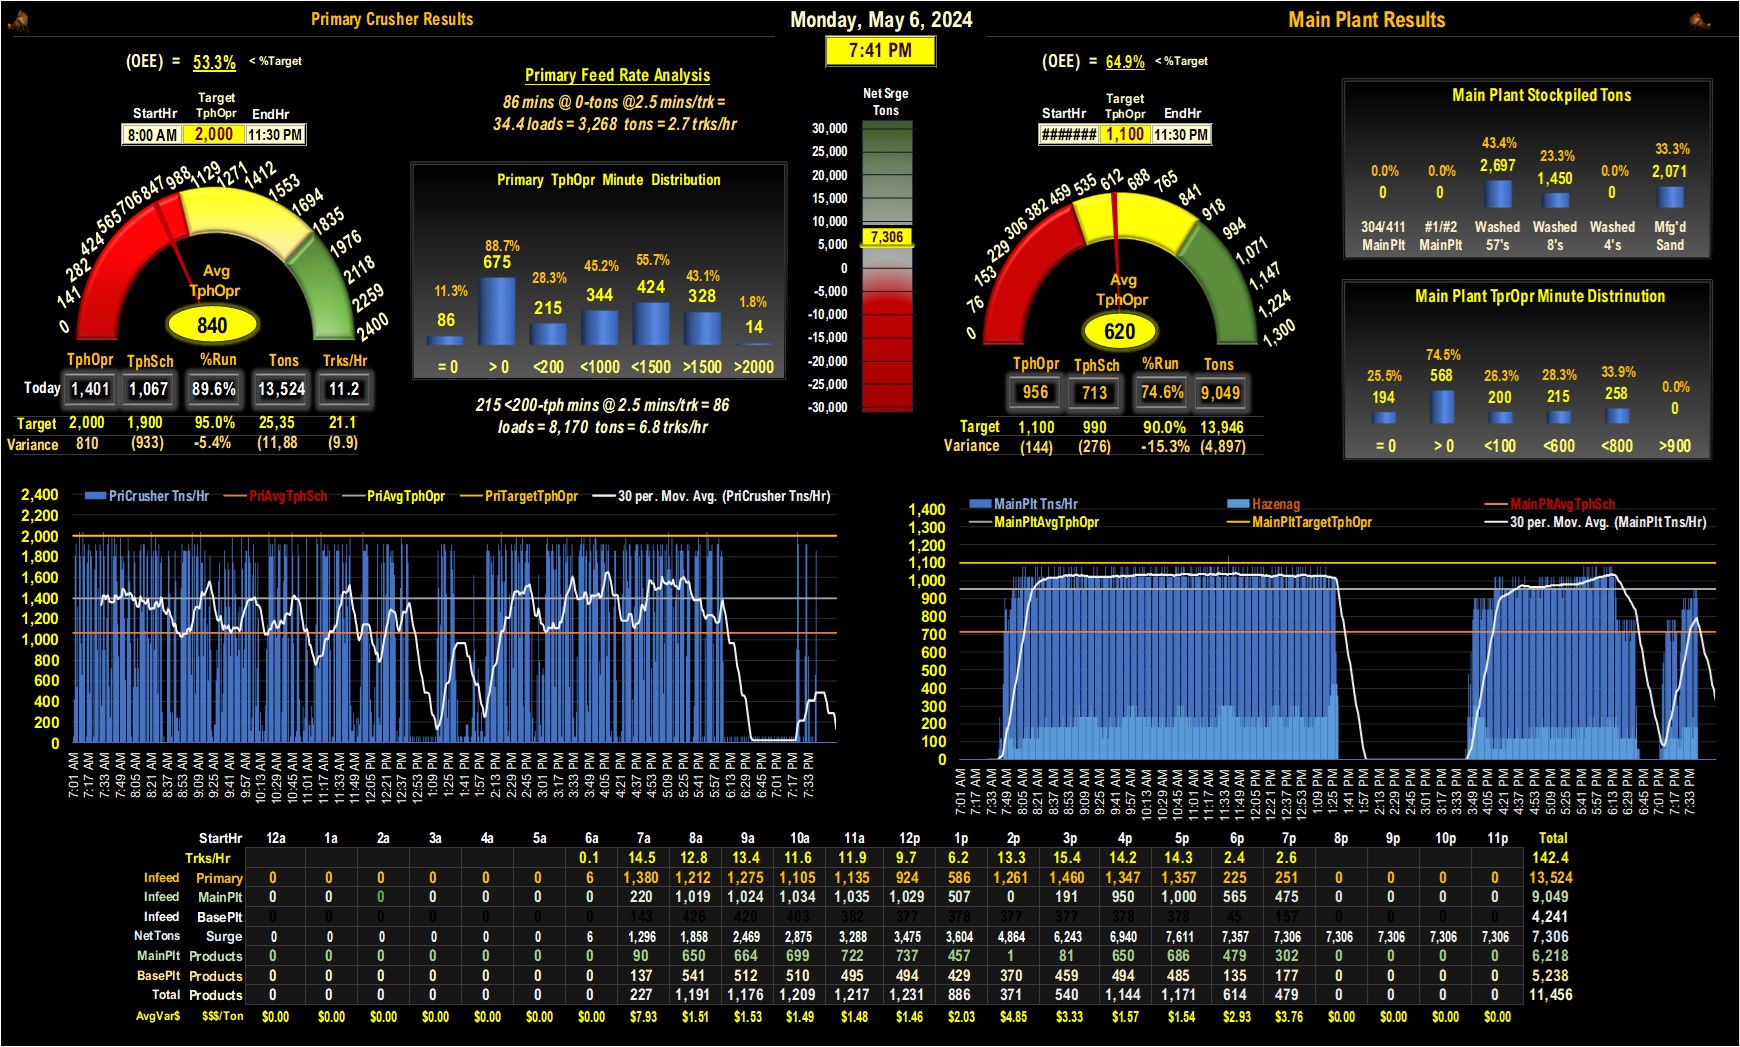 Primary Crusher Results
Monday, May 6, 2024
Main Plant Results
7:41 PM
(OEE) = 53.3% < %Target
Target
StartHr TphOpr EndHr
8:00 AM 2,000 11:30 PM
0 141 282 424 565 706 847 988 1129 1271 1412 1553 1694 1835 1976 2118 2259 2400
Avg
TphOpr
840
TphOpr TphSch %Run Tons Trks/Hr
Today 1,401 1,067 89.6% 13,524 11.2
Target 2,000 1,900 95.0% 25,35 21.1
Variance 810 (933) -5.4% (11,88 (9.9)
Primary Feed Rate Analysis
86 mins @ 0-tons @2.5 mins/trk =
34.4 loads = 3,268 tons = 2.7 trks/hr
Primary TphOpr Minute Distribution
11.3% 88.7% 28.3% 45.2% 55.7% 43.1% 1.8%
86 675 215 344 424 328 14
= 0 > 0 <200 <1000 <1500 >1500 >2000
215 <200-tph mins @ 2.5 mins/trk = 86
loads = 8,170 tons = 6.8 trks/hr
Net Srge
Tons
30,000
25,000
20,000
15,000
10,000
7,306
5,000
0
-5,000
-10,000
-15,000
-20,000
-25,000
-30,000
(OEE) = 64.9% < %Target
Target
StartHr TphOpr EndHr
####### 1,100 11:30 PM
0 76 153 229 306 382 459 535 612 688 765 841 918 994 1,071 1,147 1,224 1,300
Avg
TphOpr
620
TphOpr TphSch %Run Tons
956 713 74.6% 9,049
Target 1,100 990 90.0% 13,946
Variance (144) (276) -15.3% (4,897)
Main Plant Stockpiled Tons
0.0% 0.0% 43.4% 23.3% 0.0% 33.3%
0 0 2,697 1,450 0 2,071
304/411 #1/#2 Washed Washed Washed Mfg'd
MainPlt MainPlt 57's 8's 4's Sand
Main Plant TprOpr Minute Distrinution
25.5% 74.5% 26.3% 28.3% 33.9% 0.0%
194 568 200 215 258 0
= 0 > 0 <100 <600 <800 >900
PriCrusher Tns/Hr PriAvgTphSch PriAvgTphOpr PriTargetTphOpr 30 per. Mov. Avg. (PriCrusher Tns/Hr)
2,400
2,200
2,000
1,800
1,600
1,400
1,200
1,000
800
600
400
200
0
7:01 AM 7:17 AM 7:33 AM 7:49 AM 8:05 AM 8:21 AM 8:37 AM 8:53 AM 9:09 AM 9:25 AM 9:41 AM 9:57 AM 10:13 AM 10:29 AM 10:45 AM 11:01 AM 11:17 AM 11:33 AM 11:49 AM 12:05 PM 12:21 PM 12:37 PM 12:53 PM 1:09 PM 1:25 PM 1:41 PM 1:57 PM 2:13 PM 2:29 PM 2:45 PM 3:01 PM 3:17 PM 3:33 PM 3:49 PM 4:05 PM 4:21 PM 4:37 PM 4:53 PM 5:09 PM 5:25 PM 5:41 PM 5:57 PM 6:13 PM 6:29 PM 6:45 PM 7:01 PM 7:17 PM 7:33 PM
MainPlt Tns/Hr Hazenag MainPltAvgTphSch
MainPltAvgTphOpr MainPltTargetTphOpr 30 per. Mov. Avg. (MainPlt Tns/Hr)
1,400
1,300
1,200
1,100
1,000
900
800
700
600
500
400
300
200
100
0
7:01 AM 7:17 AM 7:33 AM 7:49 AM 8:05 AM 8:21 AM 8:37 AM 8:53 AM 9:09 AM 9:25 AM 9:41 AM 9:57 AM 10:13 AM 10:29 AM 10:45 AM 11:01 AM 11:17 AM 11:33 AM 11:49 AM 12:05 PM 12:21 PM 12:37 PM 12:53 PM 1:09 PM 1:25 PM 1:41 PM 1:57 PM 2:13 PM 2:29 PM 2:45 PM 3:01 PM 3:17 PM 3:33 PM 3:49 PM 4:05 PM 4:21 PM 4:37 PM 4:53 PM 5:09 PM 5:25 PM 5:41 PM 5:57 PM 6:13 PM 6:29 PM 6:45 PM 7:01 PM 7:17 PM 7:33 PM
StartHr 12a 1a 2a 3a 4a 5a 6a 7a 8a 9a 10a 11a 12p 1p 2p 3p 4p 5p 6p 7p 8p 9p 10p 11p Total
Trks/Hr 0.1 14.5 12.8 13.4 11.6 11.9 9.7 6.2 13.3 15.4 14.2 14.3 2.4 2.6 142.4
Infeed Primary 0 0 0 0 0 0 6 1,380 1,212 1,275 1,105 1,135 924 586 1,261 1,460 1,347 1,357 225 251 0 0 0 0 13,524
Infeed MainPlt 0 0 0 0 0 0 0 220 1,019 1,024 1,034 1,035 1,029 507 0 191 950 1,000 565 475 0 0 0 0 9,049
Infeed BasePlt 0 0 0 0 0 0 0 143 426 420 403 382 377 378 377 377 378 378 45 157 0 0 0 0 4,241
NetTons Surge 0 0 0 0 0 0 6 1,296 1,858 2,469 2,875 3,288 3,475 3,604 4,864 6,243 6,940 7,611 7,357 7,306 7,306 7,306 7,306 7,306 7,306
MainPlt Products 0 0 0 0 0 0 0 90 650 664 699 722 737 457 1 81 650 686 479 302 0 0 0 0 6,218
BasePlt Products 0 0 0 0 0 0 0 137 541 512 510 495 494 429 370 459 494 485 135 177 0 0 0 0 5,238
Total Products 0 0 0 0 0 0 0 227 1,191 1,176 1,209 1,217 1,231 886 371 540 1,144 1,171 614 479 0 0 0 0 11,456
AvgVar$ $$$/Ton $0.00 $0.00 $0.00 $0.00 $0.00 $0.00 $0.00 $7.93 $1.51 $1.53 $1.49 $1.48 $1.46 $2.03 $4.85 $3.33 $1.57 $1.54 $2.93 $3.76 $0.00 $0.00 $0.00 $0.00